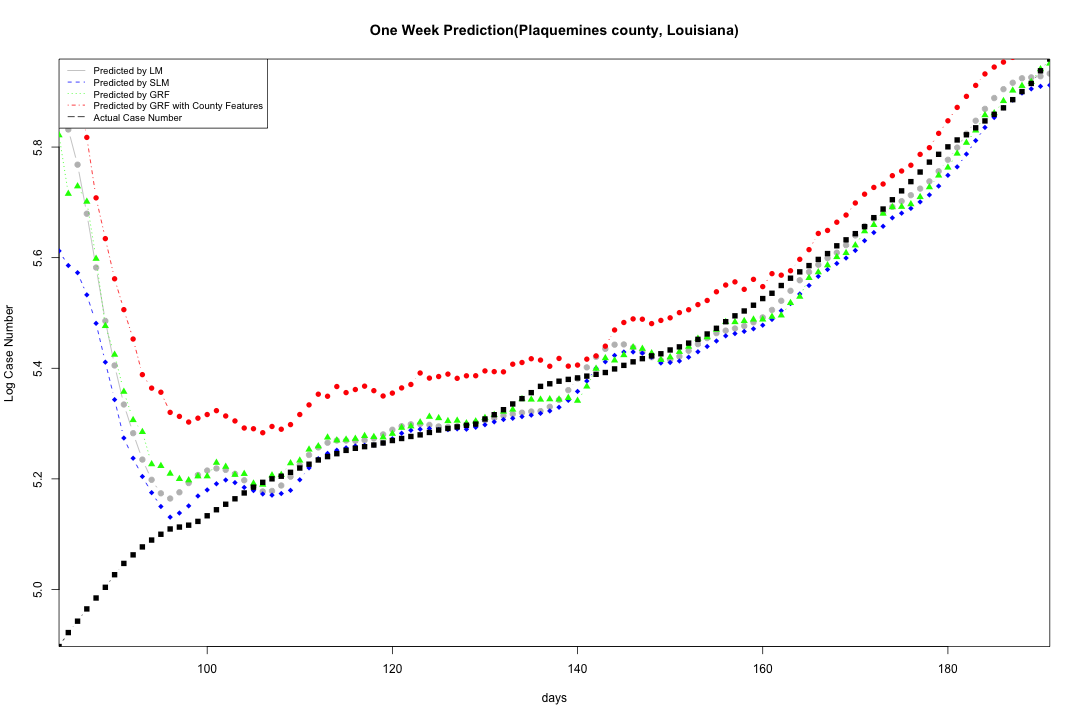 One Week Prediction(Plaquemines county, Louisiana)
Predicted by LM
Predicted by SLM
Predicted by GRF
Predicted by GRF with County Features
Actual Case Number
Log Case Number
5.8
5.6
5.4
5.2
5.0
100 120 140 160 180
days